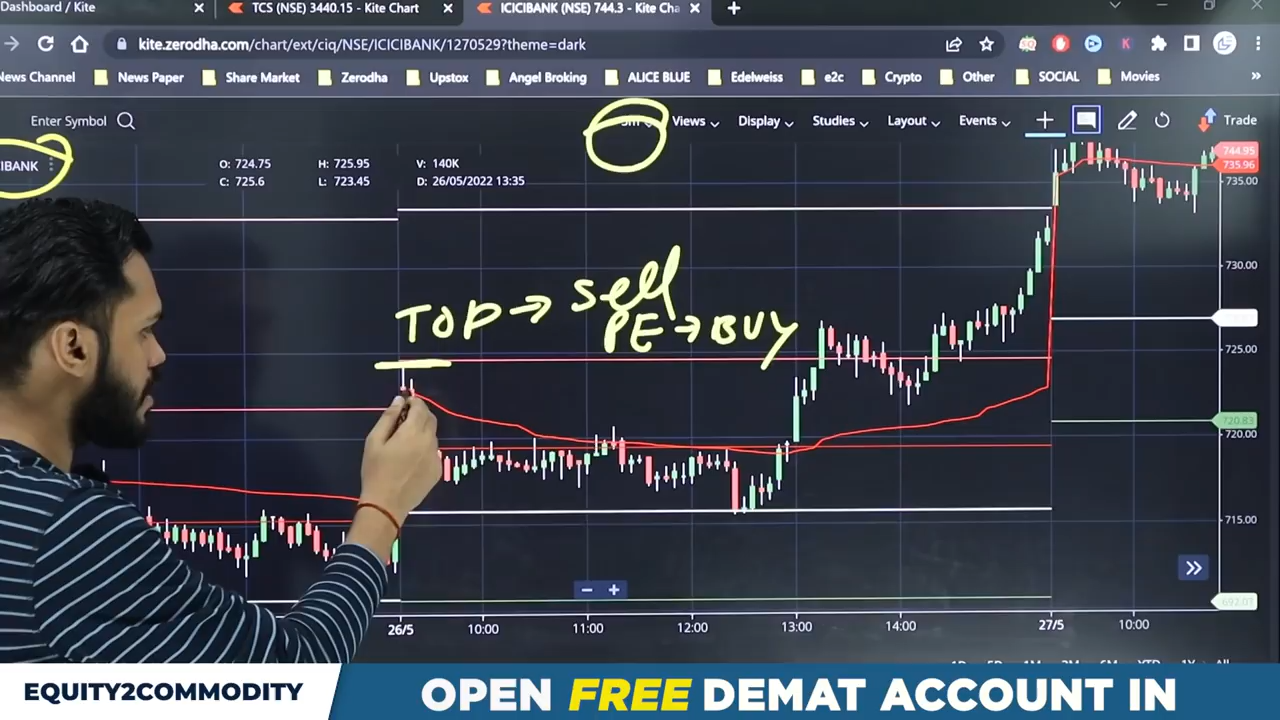 Dashboard / Kite
TCS (NSE) 3440.15 - Kite Chart
ICICIBANK (NSE) 744.3 - Kite Cha
kite.zerodha.com/chart/ext/ciq/NSE/ICICIBANK/1270529?theme=dark
News Channel News Paper Share Market Zerodha Upstox Angel Broking ALICE BLUE Edelweiss e2c Crypto Other SOCIAL Movies
Enter Symbol
Views Display Studies Layout Events Trade
IBANK
O: 724.75 H: 725.95 V: 140K
C: 725.6 L: 723.45 D: 26/05/2022 13:35
744.95
735.96
735.00
730.00
725.00
720.83
720.00
715.00
692.03
TOP → Sell
PE → BUY
26/5 10:00 11:00 12:00 13:00 14:00 27/5 10:00
EQUITY2COMMODITY
OPEN FREE DEMAT ACCOUNT IN